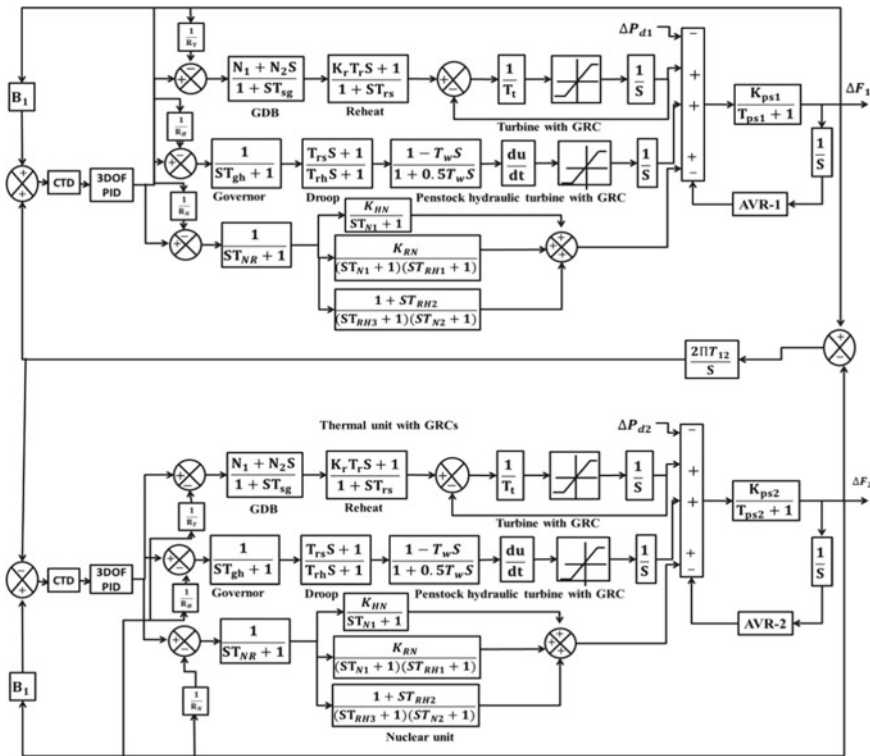 1/R_T
ΔP_d1
−
B_1
N_1 + N_2S / 1 + ST_sg
K_rT_rS + 1 / 1 + ST_rs
1/T_t
1/S
+
K_ps1 / T_ps1 + 1
ΔF_1
GDB
Reheat
Turbine with GRC
1/R_H
CTD
3DOF PID
1 / ST_gh + 1
T_rsS + 1 / T_rhS + 1
1 − T_wS / 1 + 0.5T_wS
du/dt
1/S
+
1/S
Governor
Droop
Penstock hydraulic turbine with GRC
+
−
AVR-1
1/R_N
1 / ST_NR + 1
K_HN / ST_N1 + 1
K_RN / (ST_N1 + 1)(ST_RH1 + 1)
1 + ST_RH2 / (ST_RH3 + 1)(ST_N2 + 1)
2ΠT_12 / S
Thermal unit with GRCs
ΔP_d2
−
N_1 + N_2S / 1 + ST_sg
K_rT_rS + 1 / 1 + ST_rs
1/T_t
1/S
+
K_ps2 / T_ps2 + 1
GDB
Reheat
Turbine with GRC
1/R_T
CTD
3DOF PID
1 / ST_gh + 1
T_rsS + 1 / T_rhS + 1
1 − T_wS / 1 + 0.5T_wS
du/dt
1/S
+
1/S
Governor
Droop
Penstock hydraulic turbine with GRC
+
−
AVR-2
1/R_H
1 / ST_NR + 1
K_HN / ST_N1 + 1
K_RN / (ST_N1 + 1)(ST_RH1 + 1)
B_1
1/R_N
1 + ST_RH2 / (ST_RH3 + 1)(ST_N2 + 1)
Nuclear unit